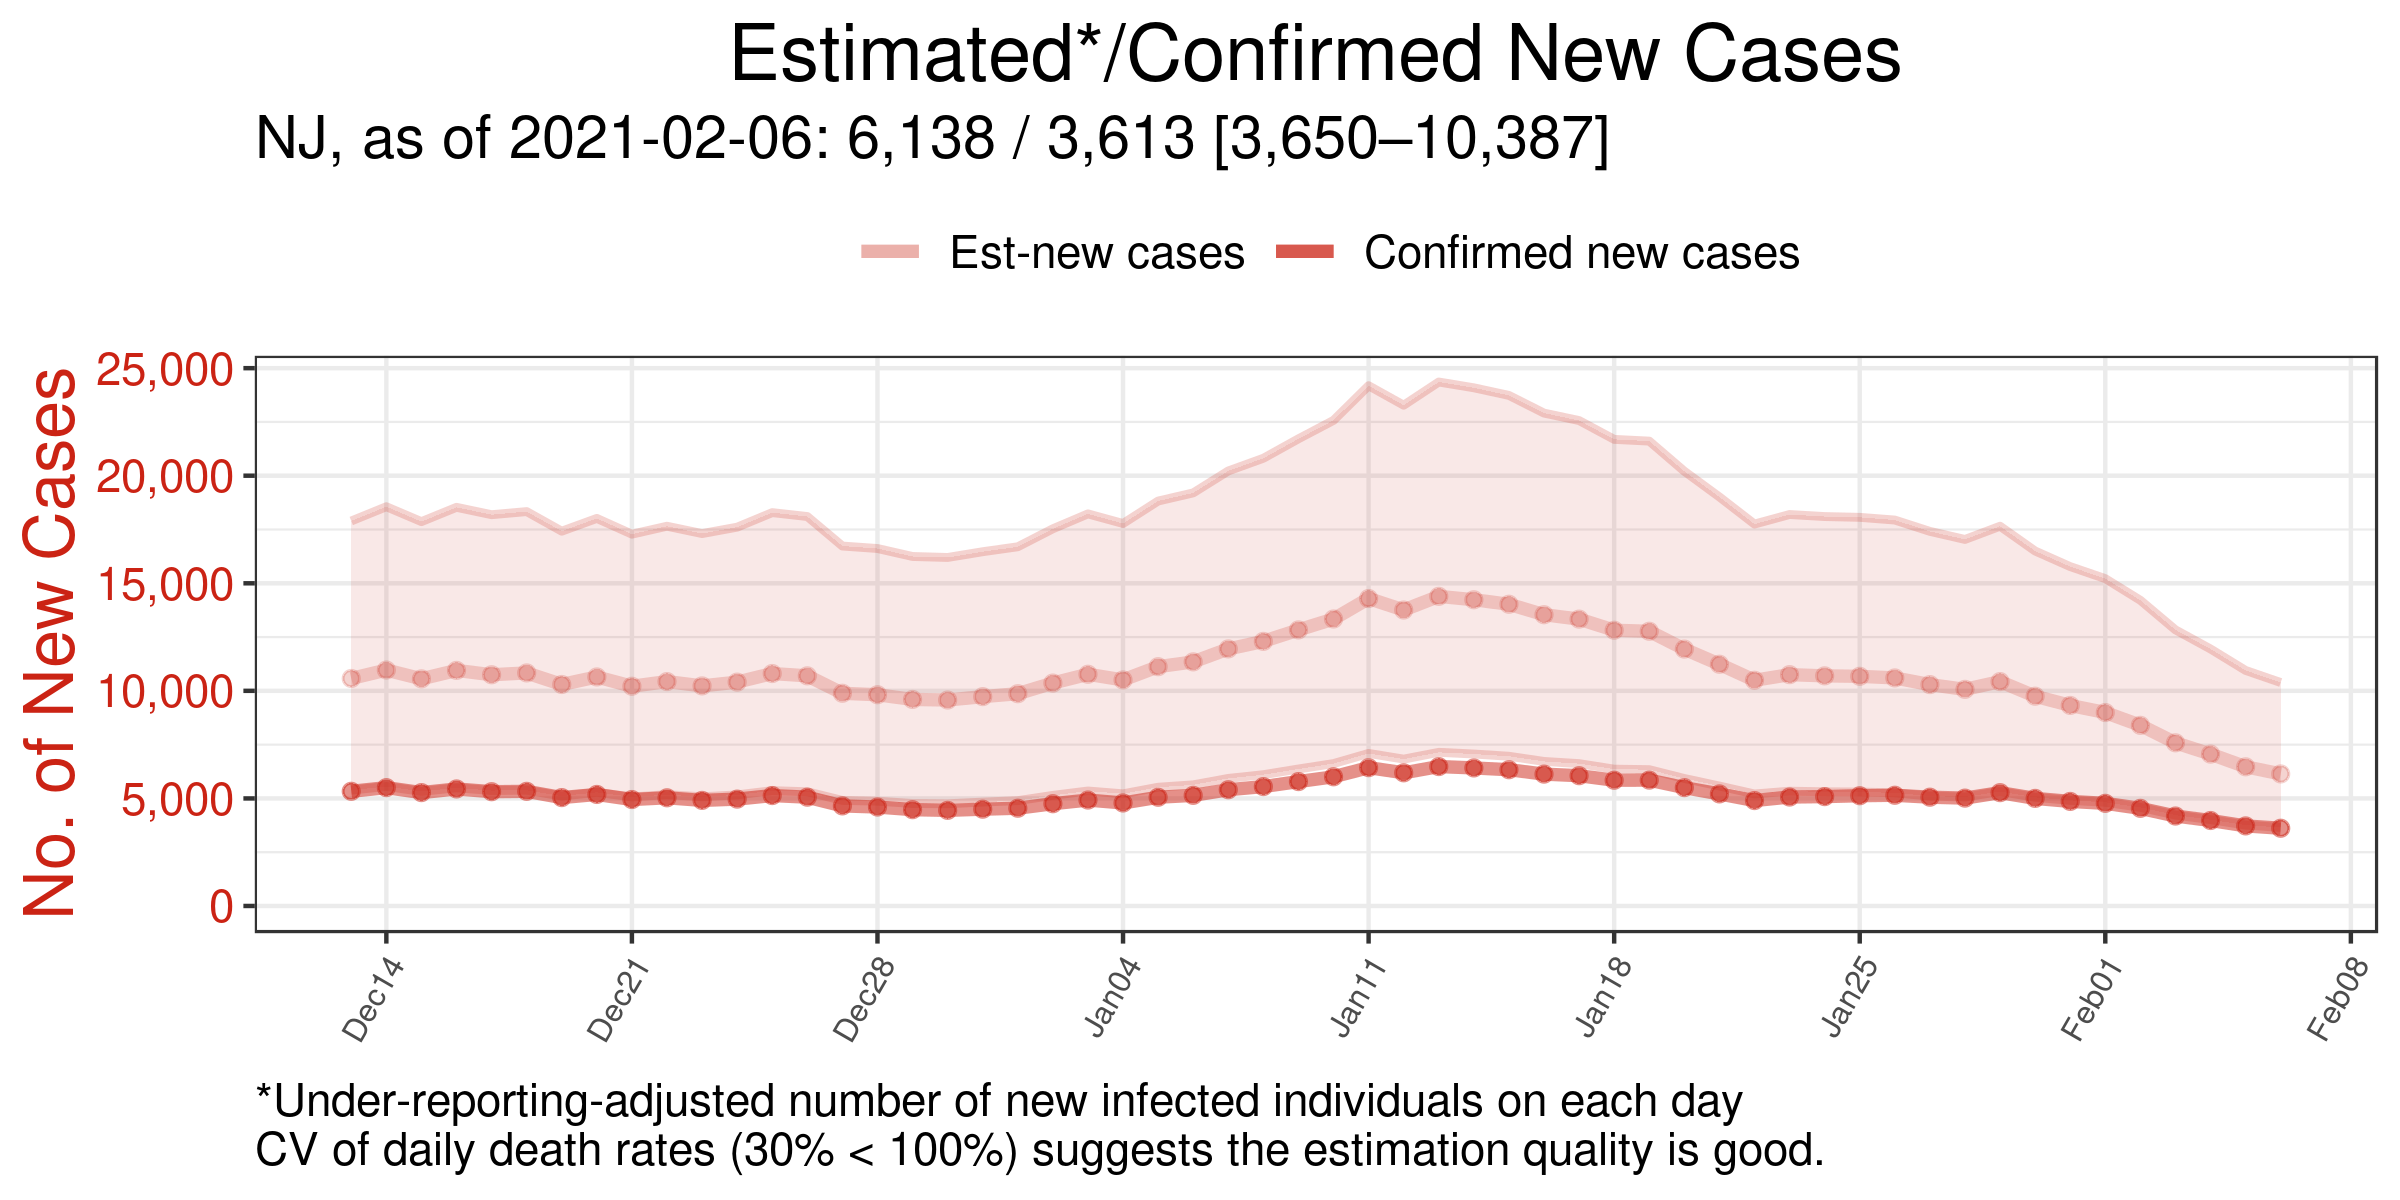 Estimated*/Confirmed New Cases
NJ, as of 2021-02-06: 6,138 / 3,613 [3,650–10,387]
Est-new cases Confirmed new cases
No. of New Cases
25,000
20,000
15,000
10,000
5,000
0
Dec14 Dec21 Dec28 Jan04 Jan11 Jan18 Jan25 Feb01 Feb08
*Under-reporting-adjusted number of new infected individuals on each day
CV of daily death rates (30% < 100%) suggests the estimation quality is good.